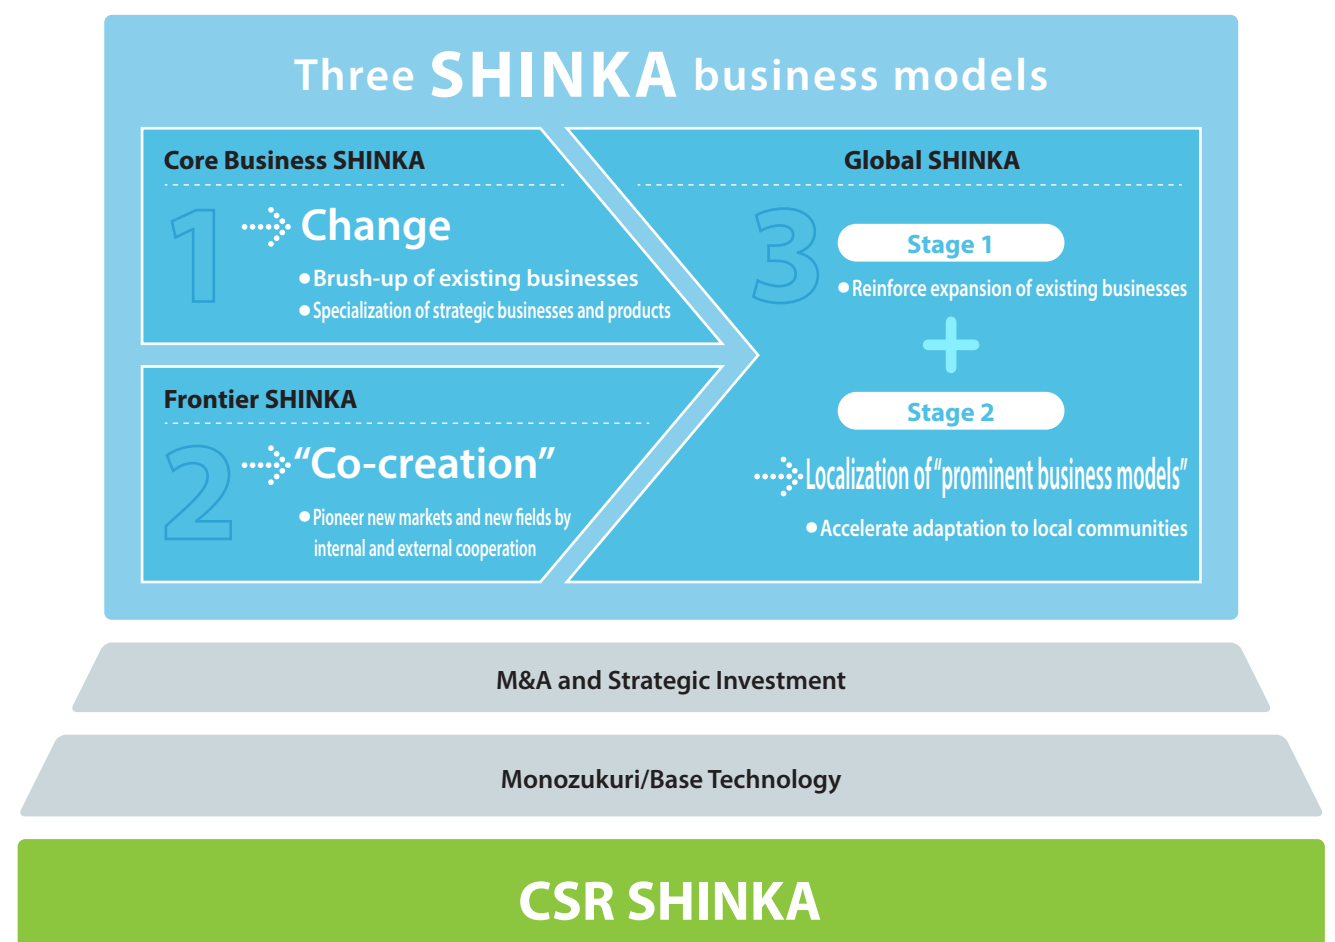 Three SHINKA business models
Core Business SHINKA
1
Change
●Brush-up of existing businesses
●Specialization of strategic businesses and products
Frontier SHINKA
2
“Co-creation”
●Pioneer new markets and new fields by
internal and external cooperation
Global SHINKA
3
Stage 1
●Reinforce expansion of existing businesses
+
Stage 2
Localization of “prominent business models”
●Accelerate adaptation to local communities
M&A and Strategic Investment
Monozukuri/Base Technology
CSR SHINKA